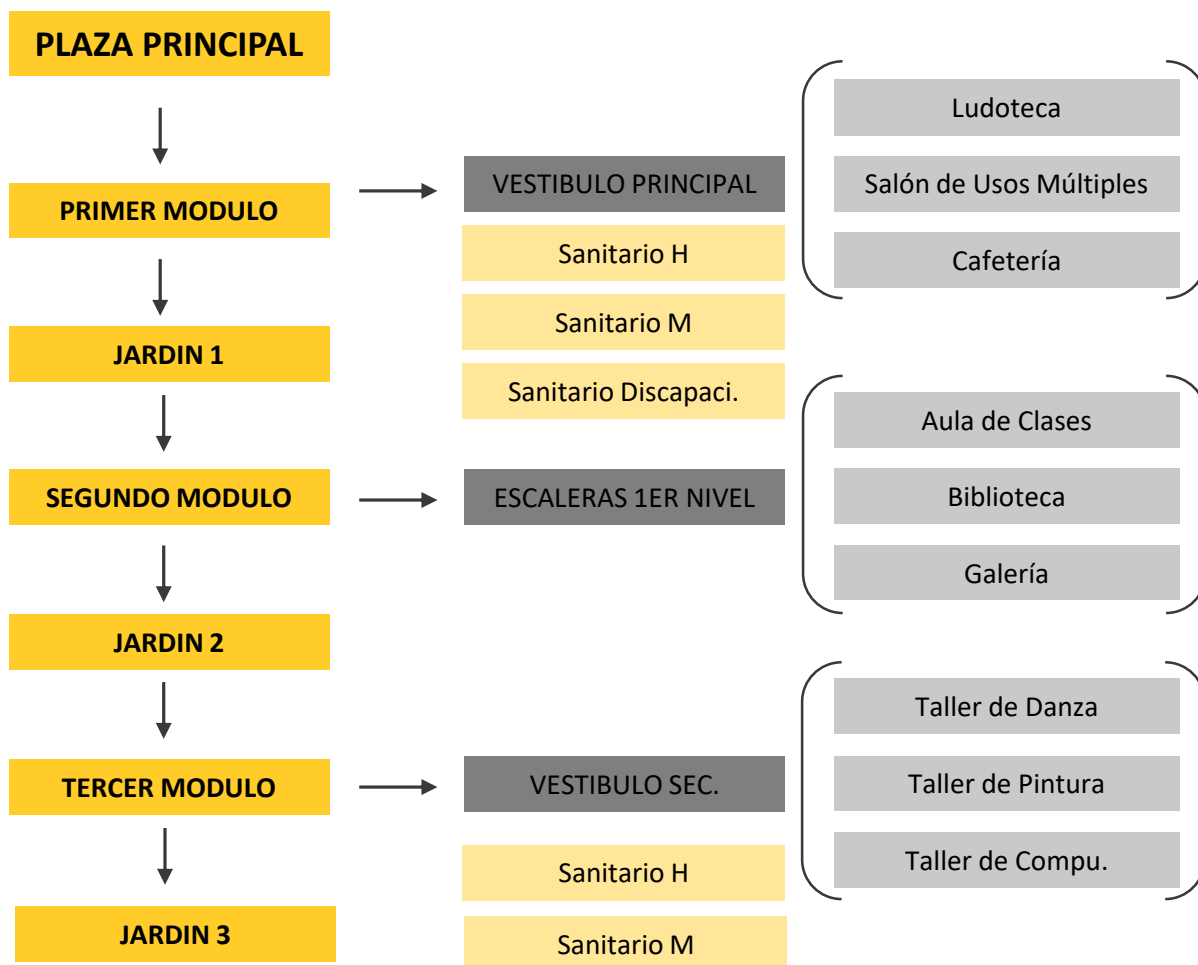 PLAZA PRINCIPAL
PRIMER MODULO
JARDIN 1
SEGUNDO MODULO
JARDIN 2
TERCER MODULO
JARDIN 3
VESTIBULO PRINCIPAL
Sanitario H
Sanitario M
Sanitario Discapaci.
ESCALERAS 1ER NIVEL
VESTIBULO SEC.
Sanitario H
Sanitario M
Ludoteca
Salón de Usos Múltiples
Cafetería
Aula de Clases
Biblioteca
Galería
Taller de Danza
Taller de Pintura
Taller de Compu.